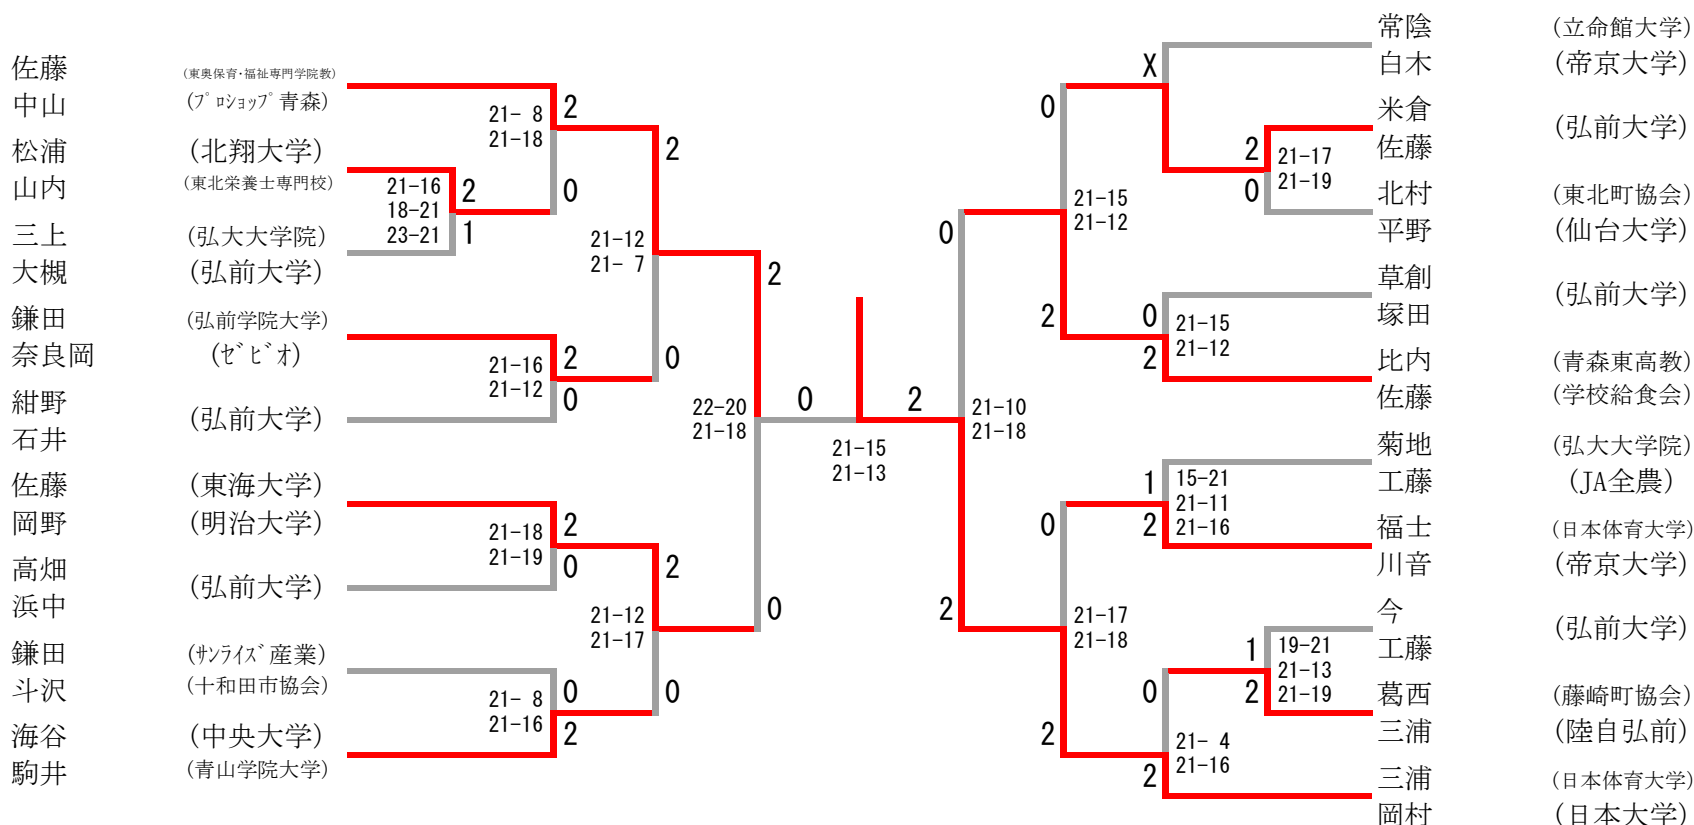 佐藤 (東奥保育･福祉専門学院教)
中山 (ﾌﾟﾛｼｮｯﾌﾟ青森)
21- 8
21-18
2
0
松浦 (北翔大学)
山内 (東北栄養士専門校)
21-16
18-21
23-21
2
1
三上 (弘大大学院)
大槻 (弘前大学)
2
0
21-12
21- 7
鎌田 (弘前学院大学)
奈良岡 (ｾﾞﾋﾞｵ)
21-16
21-12
2
0
紺野
石井
(弘前大学)
2
0
22-20
21-18
佐藤 (東海大学)
岡野 (明治大学)
21-18
21-19
2
0
高畑
浜中
(弘前大学)
2
0
21-12
21-17
鎌田 (ｻﾝﾗｲｽﾞ産業)
斗沢 (十和田市協会)
21- 8
21-16
0
2
海谷 (中央大学)
駒井 (青山学院大学)
0
2
21-15
21-13
常陰 (立命館大学)
白木 (帝京大学)
X
0
米倉
佐藤
(弘前大学)
2
0
21-17
21-19
北村 (東北町協会)
平野 (仙台大学)
21-15
21-12
0
2
草創
塚田
(弘前大学)
0
2
21-15
21-12
比内 (青森東高教)
佐藤 (学校給食会)
21-10
21-18
2
菊地 (弘大大学院)
工藤 (JA全農)
1
2
15-21
21-11
21-16
福士 (日本体育大学)
川音 (帝京大学)
0
2
21-17
21-18
今
工藤
(弘前大学)
1
2
19-21
21-13
21-19
葛西 (藤崎町協会)
三浦 (陸自弘前)
0
2
21- 4
21-16
三浦 (日本体育大学)
岡村 (日本大学)